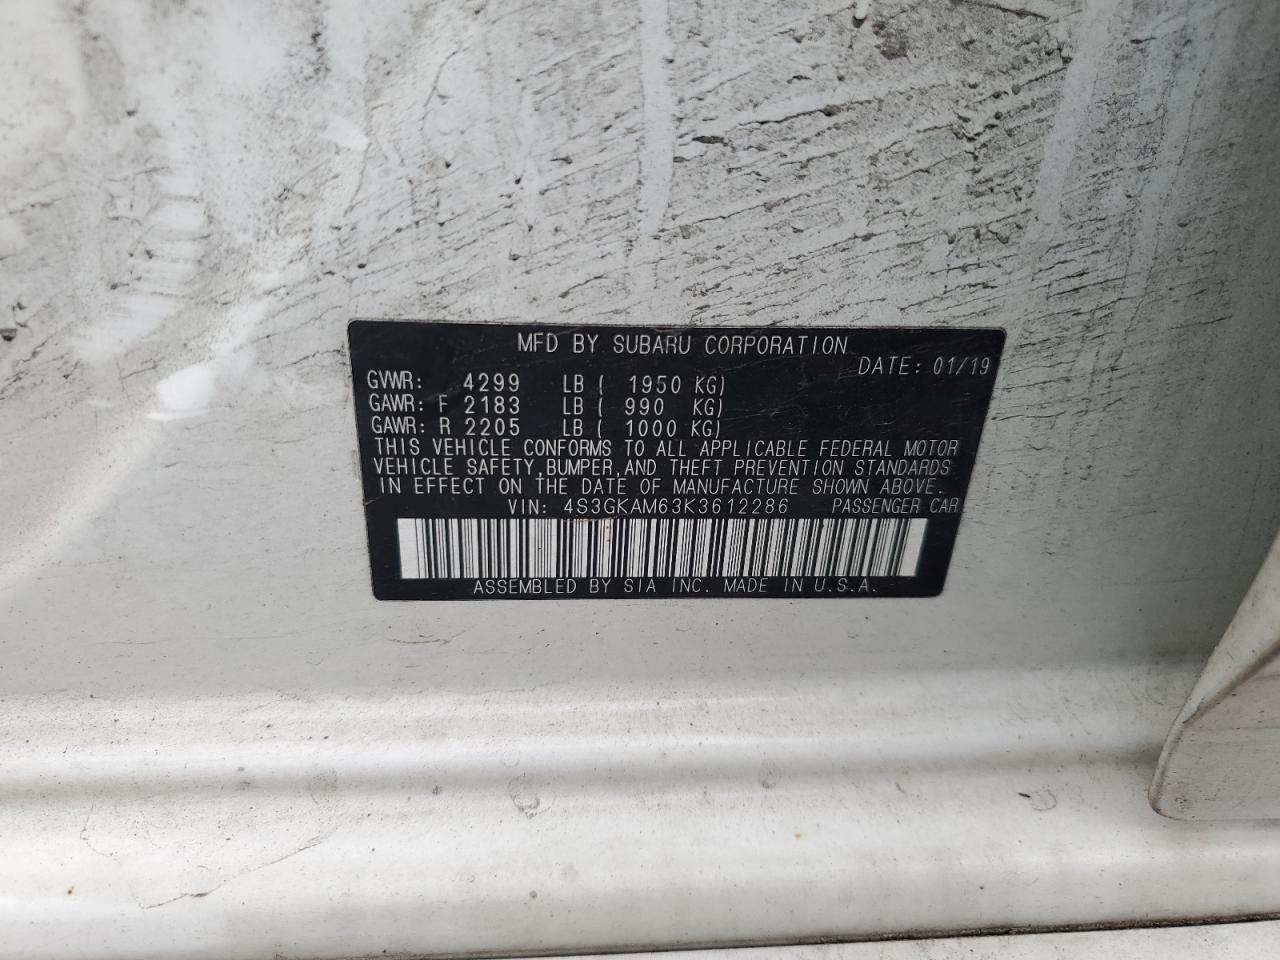 MFD BY SUBARU CORPORATION
DATE: 01/19
GVWR: 4299 LB ( 1950 KG)
GAWR: F 2183 LB ( 990 KG)
GAWR: R 2205 LB ( 1000 KG)
THIS VEHICLE CONFORMS TO ALL APPLICABLE FEDERAL MOTOR
VEHICLE SAFETY,BUMPER,AND THEFT PREVENTION STANDARDS
IN EFFECT ON THE DATE OF MANUFACTURE SHOWN ABOVE.
VIN: 4S3GKAM63K3612286 PASSENGER CAR
ASSEMBLED BY SIA INC. MADE IN U.S.A.